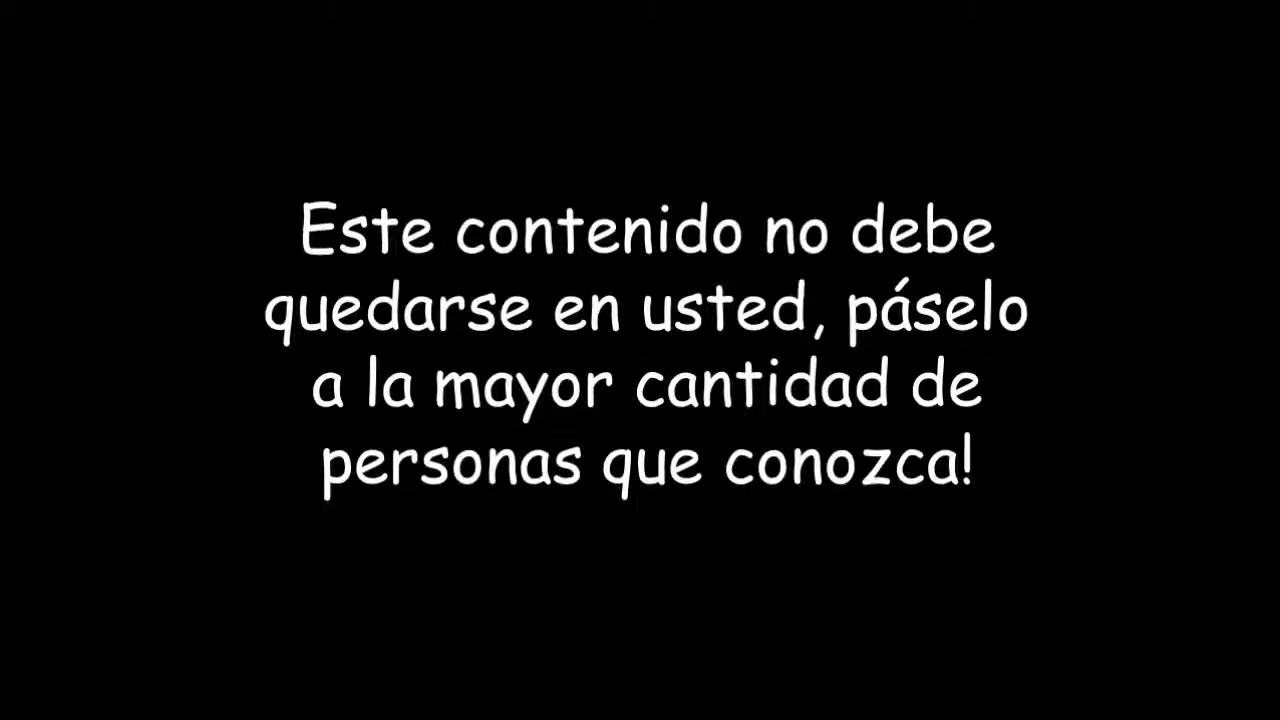 Este contenido no debe
quedarse en usted, páselo
a la mayor cantidad de
personas que conozca!